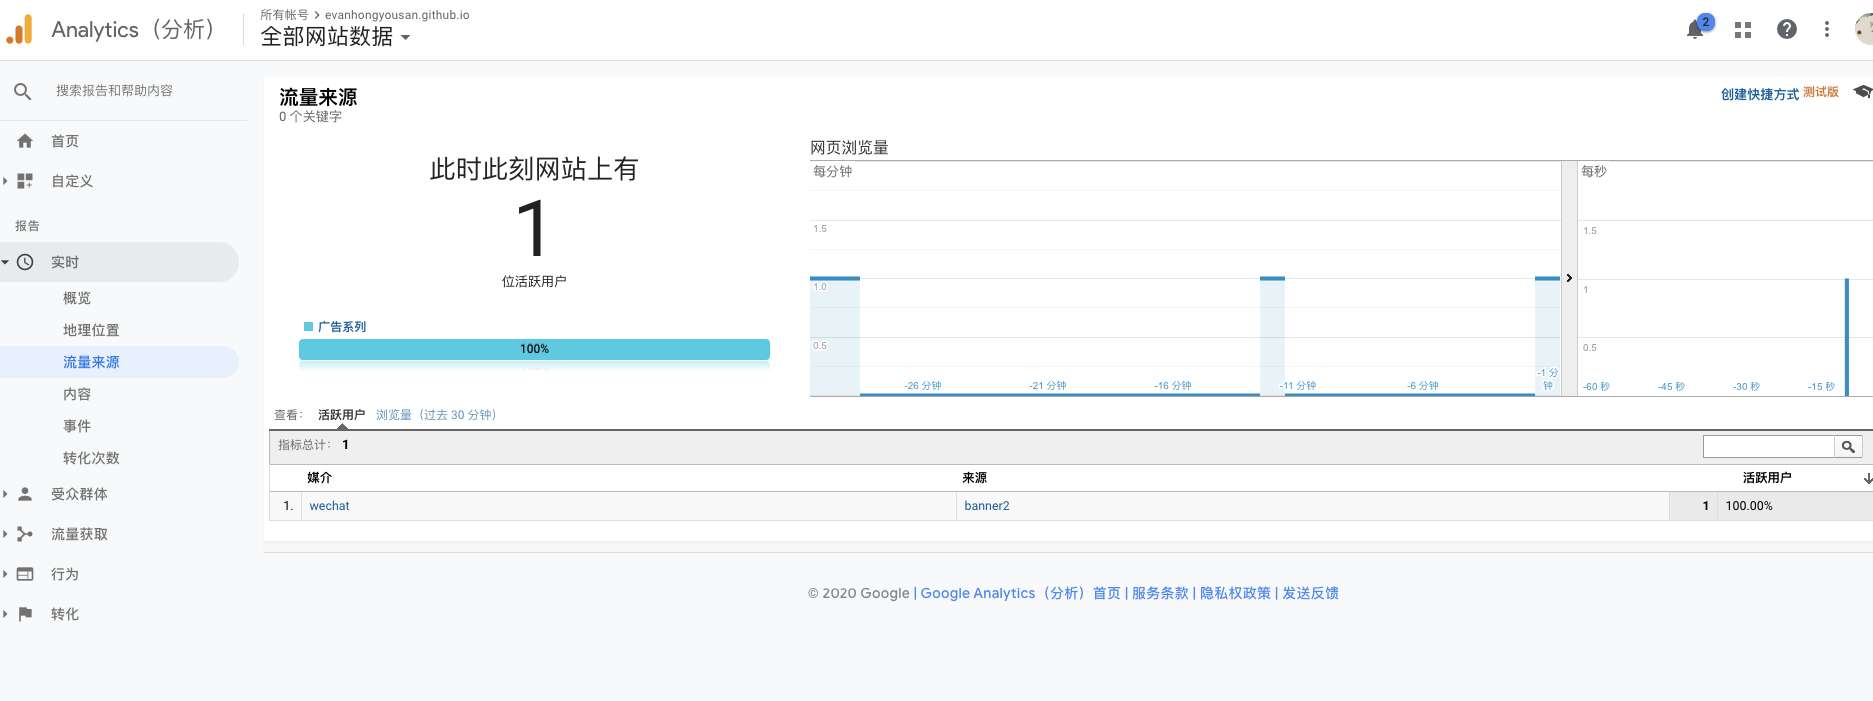 Analytics（分析）
所有帐号 > evanhongyousan.github.io
全部网站数据
2
搜索报告和帮助内容
首页
自定义
报告
实时
概览
地理位置
流量来源
内容
事件
转化次数
受众群体
流量获取
行为
转化
流量来源
0 个关键字
创建快捷方式 测试版
此时此刻网站上有
1
位活跃用户
广告系列
100%
网页浏览量
每分钟
1.5
1.0
0.5
-26 分钟 -21 分钟 -16 分钟 -11 分钟 -6 分钟 -1 分钟
每秒
1.5
1
0.5
-60 秒 -45 秒 -30 秒 -15 秒
查看： 活跃用户 浏览量（过去 30 分钟）
指标总计： 1
媒介 来源 活跃用户
1. wechat banner2 1 100.00%
© 2020 Google | Google Analytics（分析）首页 | 服务条款 | 隐私权政策 | 发送反馈